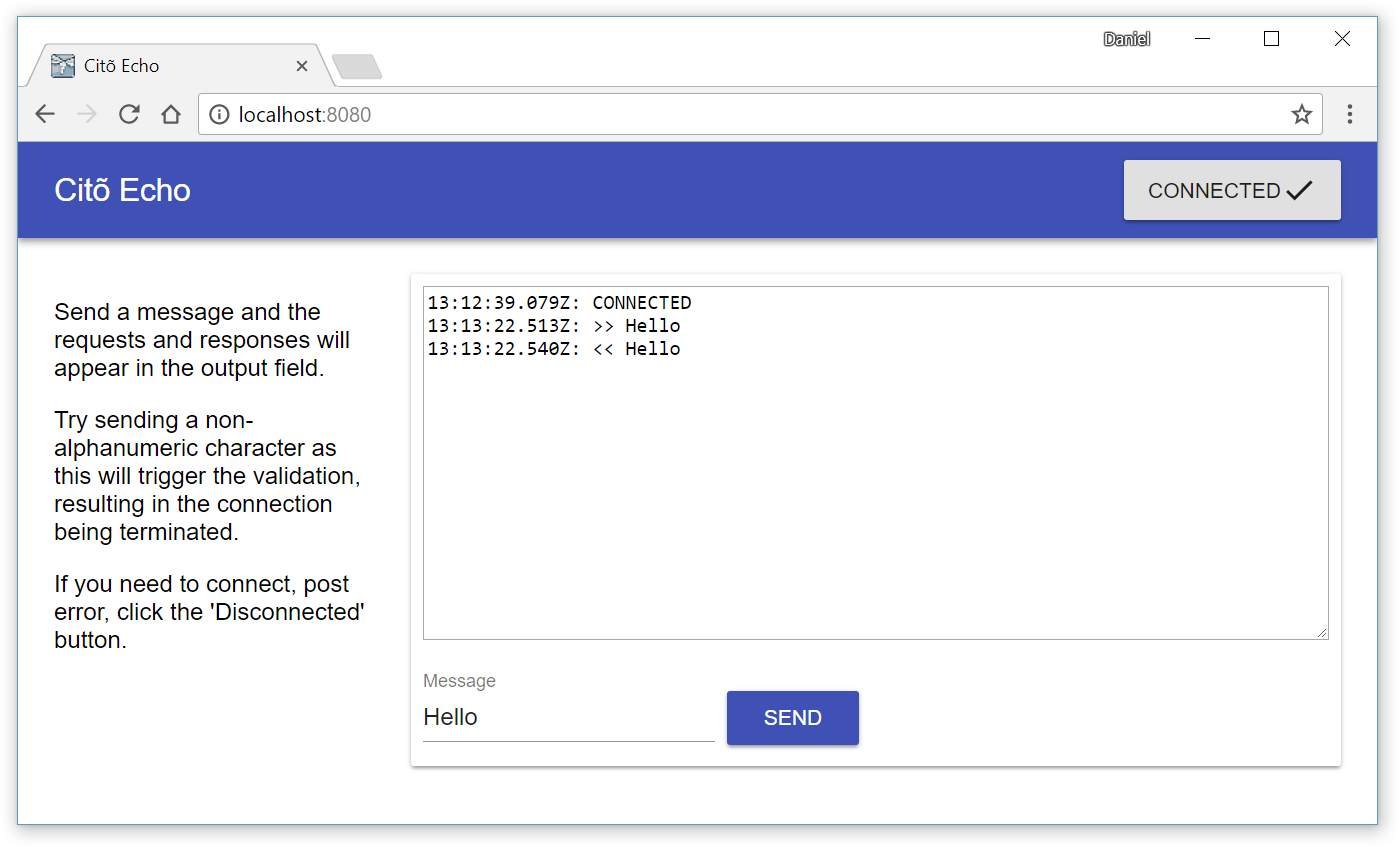 Daniel
Citõ Echo
localhost:8080
Citõ Echo
CONNECTED
Send a message and the
requests and responses will
appear in the output field.
Try sending a non-
alphanumeric character as
this will trigger the validation,
resulting in the connection
being terminated.
If you need to connect, post
error, click the 'Disconnected'
button.
13:12:39.079Z: CONNECTED
13:13:22.513Z: >> Hello
13:13:22.540Z: << Hello
Message
Hello
SEND